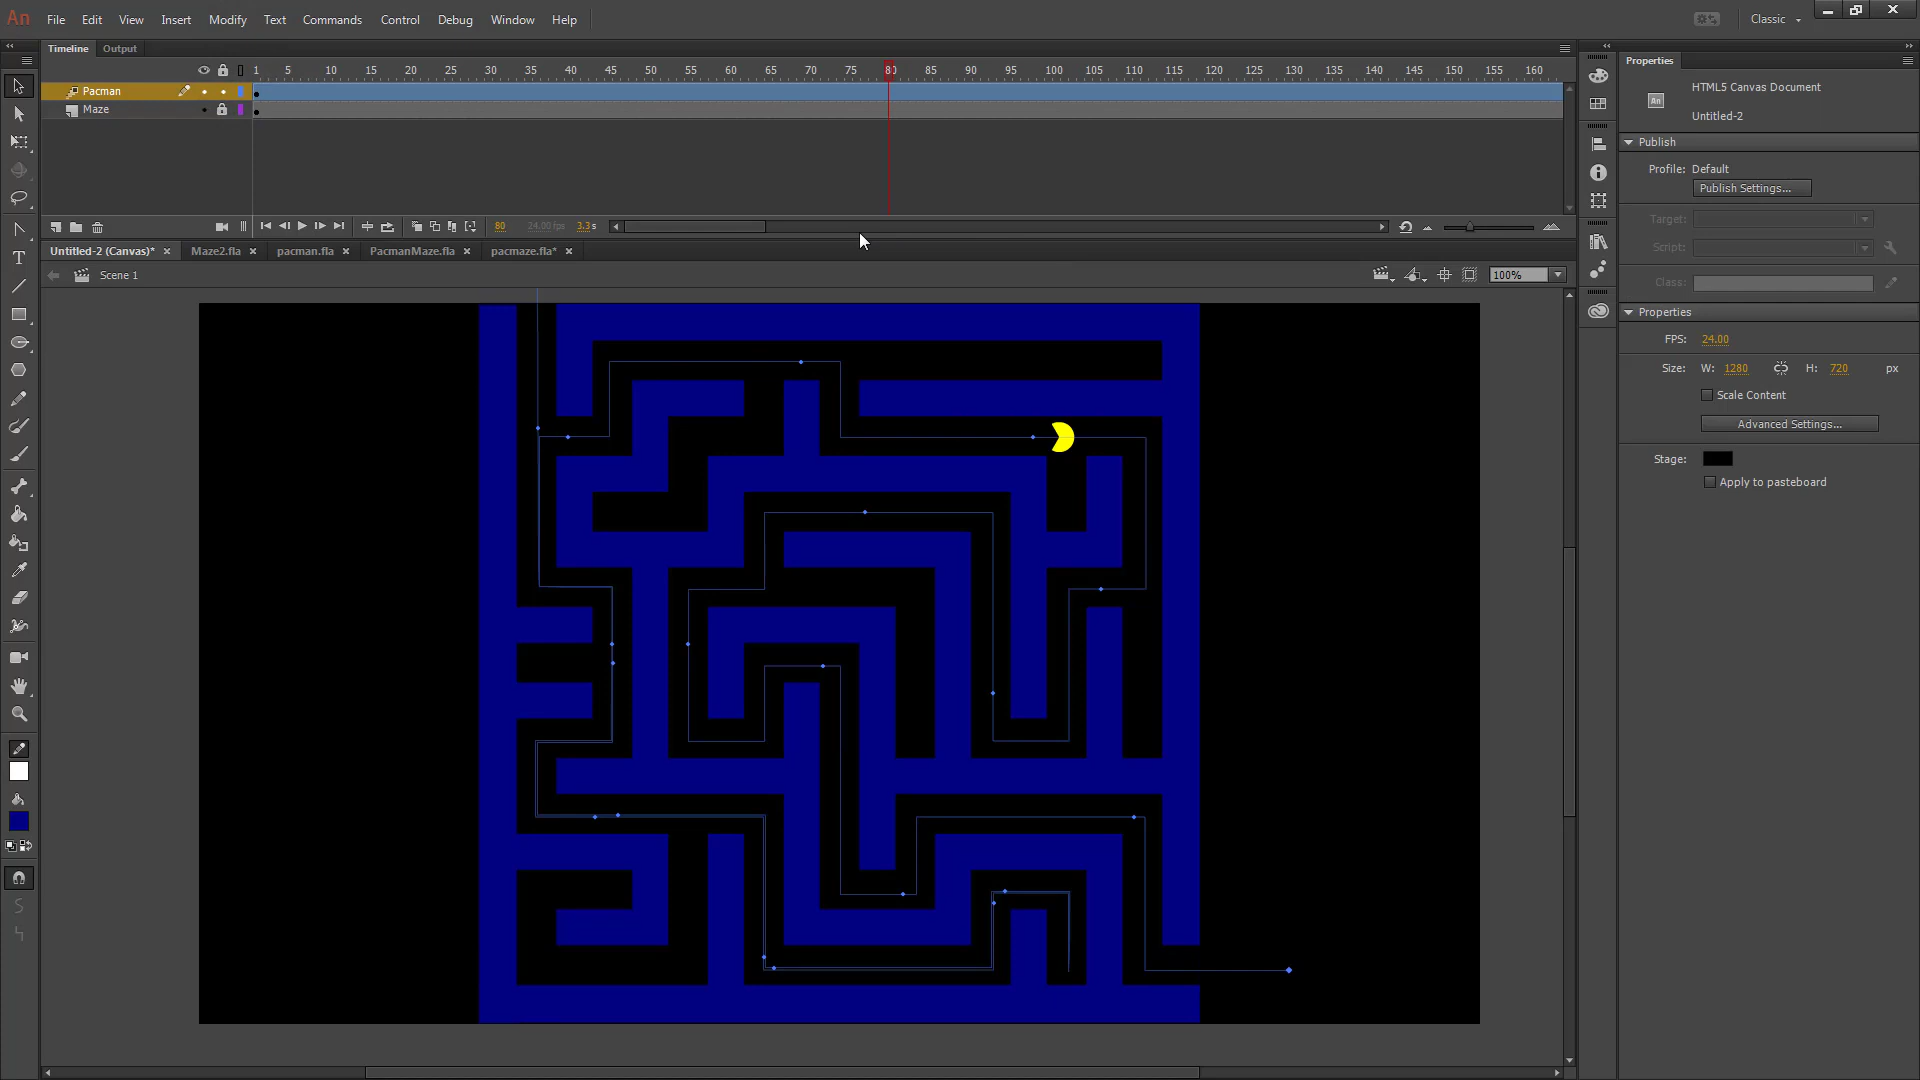 An File Edit View Insert Modify Text Commands Control Debug Window Help Classic
Timeline Output
Properties
1 5 10 15 20 25 30 35 40 45 50 55 60 65 70 75 80 85 90 95 100 105 110 115 120 125 130 135 140 145 150 155 160
Pacman
Maze
80 24.00 fps 3.3s
Untitled-2 (Canvas)* × Maze2.fla × pacman.fla × PacmanMaze.fla × pacmaze.fla* ×
Scene 1
100%
T
An
HTML5 Canvas Document
Untitled-2
Publish
Profile: Default
Publish Settings...
Target:
Script:
Class:
Properties
FPS: 24.00
Size: W: 1280 H: 720 px
Scale Content
Advanced Settings...
Stage:
Apply to pasteboard